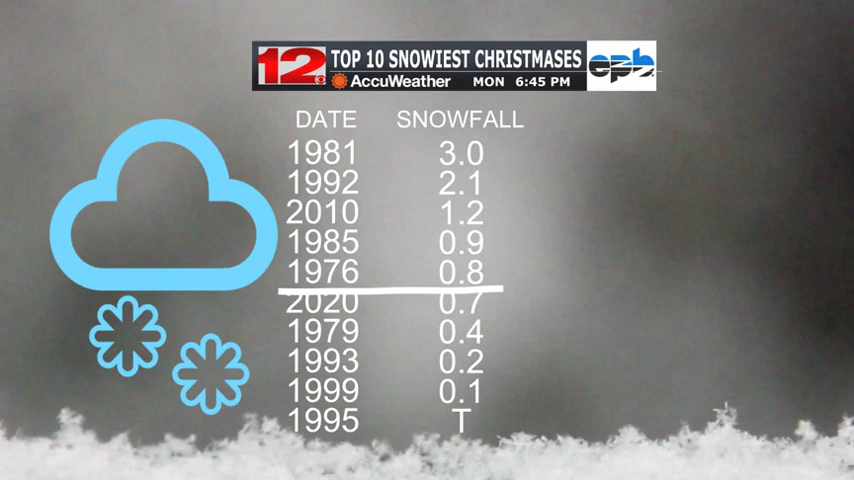 12 TOP 10 SNOWIEST CHRISTMASES epb
AccuWeather MON 6:45 PM
DATE SNOWFALL
1981 3.0
1992 2.1
2010 1.2
1985 0.9
1976 0.8
2020 0.7
1979 0.4
1993 0.2
1999 0.1
1995 T